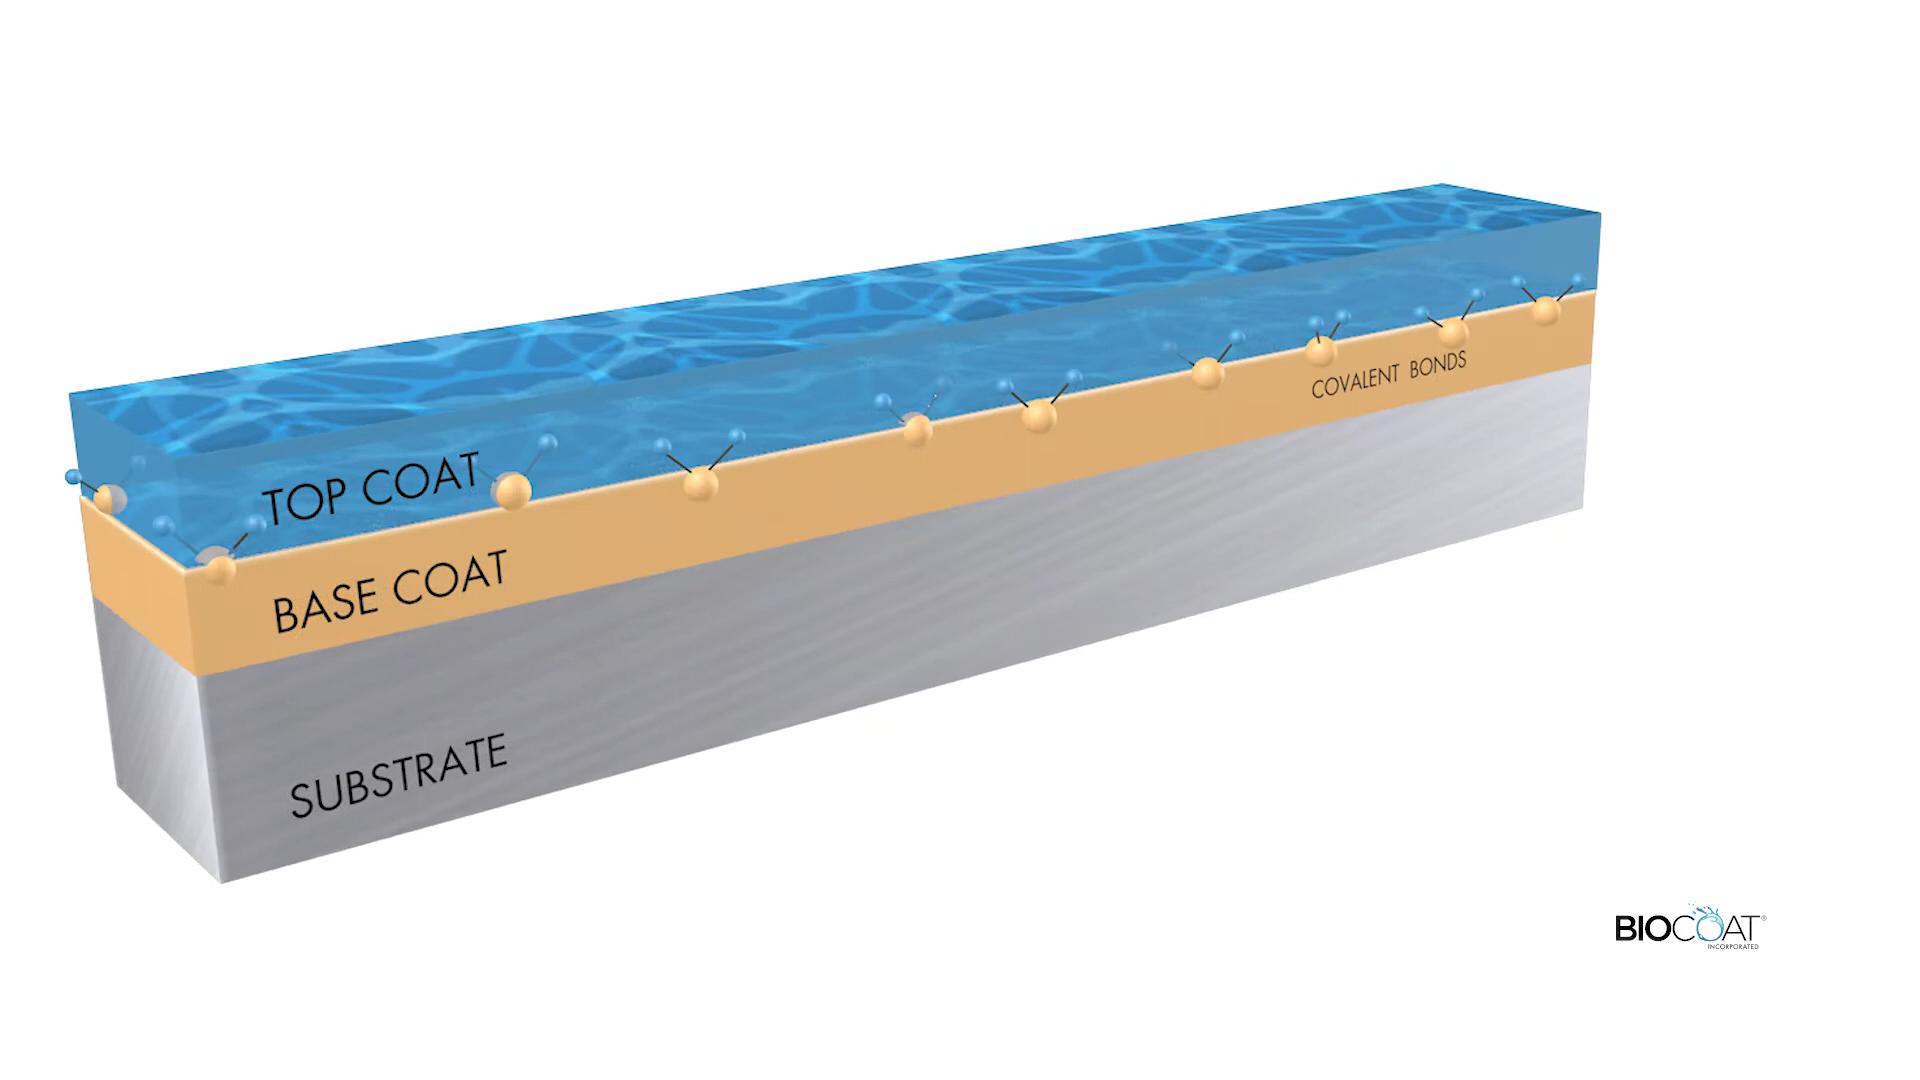 TOP COAT
COVALENT BONDS
BASE COAT
SUBSTRATE
BIOCOAT®
INCORPORATED